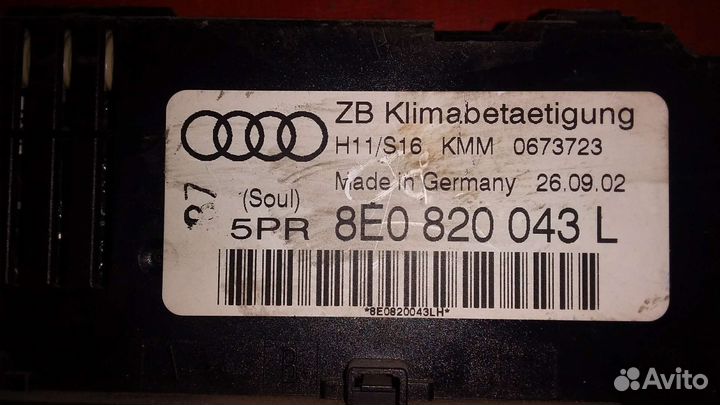 ZB Klimabetaetigung
H11/S16 KMM 0673723
Made in Germany 26.09.02
37
(Soul)
5PR 8E0 820 043 L
*8E0820043LH*
Avito